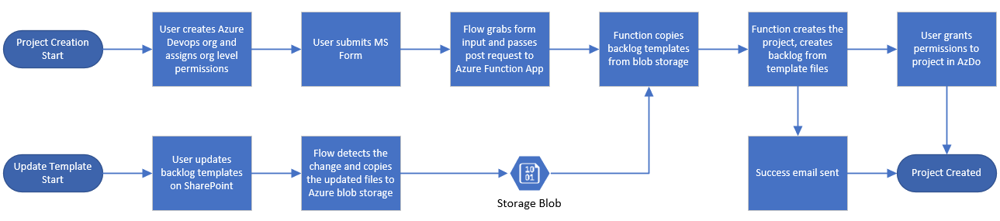 Project Creation
Start
User creates Azure
Devops org and
assigns org level
permissions
User submits MS
Form
Flow grabs form
input and passes
post request to
Azure Function App
Function copies
backlog templates
from blob storage
Function creates the
project, creates
backlog from
template files
User grants
permissions to
project in AzDo
Update Template
Start
User updates
backlog templates
on SharePoint
Flow detects the
change and copies
the updated files to
Azure blob storage
10
01
Storage Blob
Success email sent
Project Created